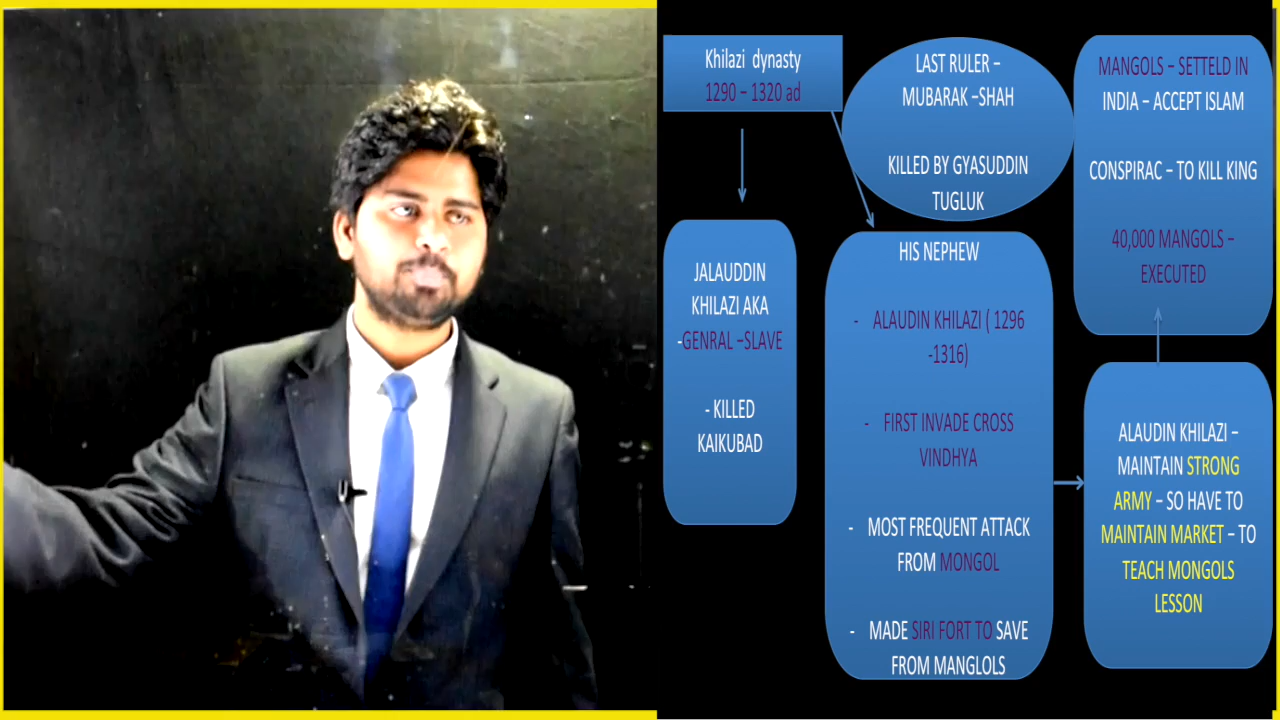 Khilazi dynasty
1290 – 1320 ad
LAST RULER –
MUBARAK –SHAH
KILLED BY GYASUDDIN
TUGLUK
MANGOLS – SETTELD IN
INDIA – ACCEPT ISLAM
CONSPIRAC – TO KILL KING
40,000 MANGOLS –
EXECUTED
JALAUDDIN
KHILAZI AKA
-GENRAL –SLAVE
- KILLED
KAIKUBAD
HIS NEPHEW
- ALAUDIN KHILAZI ( 1296
-1316)
- FIRST INVADE CROSS
VINDHYA
- MOST FREQUENT ATTACK
FROM MONGOL
- MADE SIRI FORT TO SAVE
FROM MANGLOLS
ALAUDIN KHILAZI –
MAINTAIN STRONG
ARMY – SO HAVE TO
MAINTAIN MARKET – TO
TEACH MONGOLS
LESSON